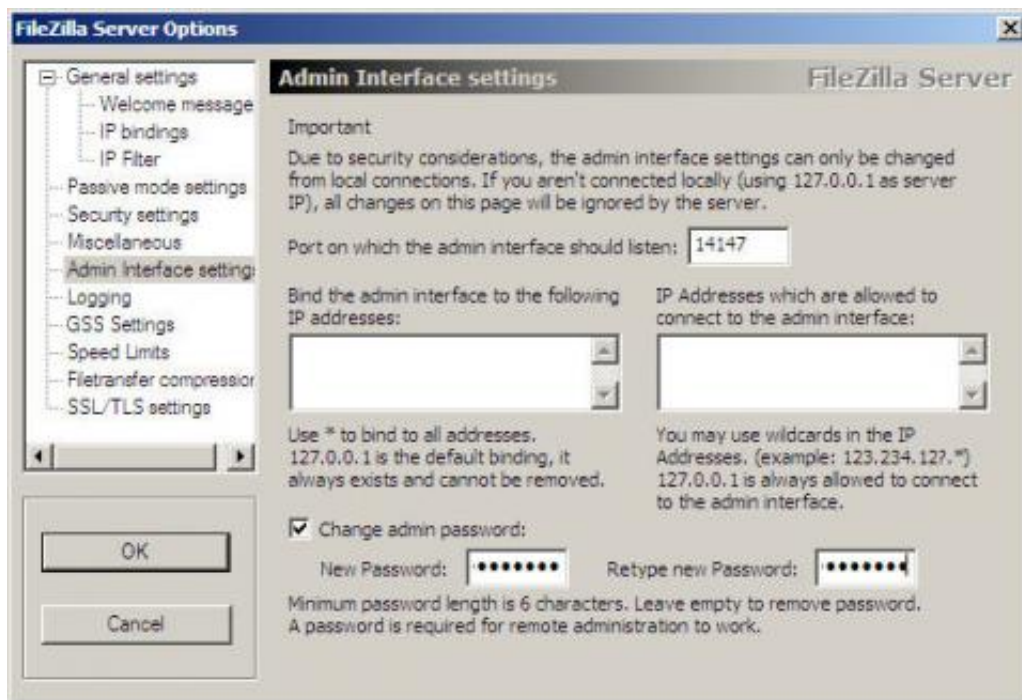 FileZilla Server Options
General settings
Welcome message
IP bindings
IP Filter
Passive mode settings
Security settings
Miscellaneous
Admin Interface setting
Logging
GSS Settings
Speed Limits
Filetransfer compression
SSL/TLS settings
OK
Cancel
Admin Interface settings
FileZilla Server
Important
Due to security considerations, the admin interface settings can only be changed
from local connections. If you aren't connected locally (using 127.0.0.1 as server
IP), all changes on this page will be ignored by the server.
Port on which the admin interface should listen: 14147
Bind the admin interface to the following
IP addresses:
IP Addresses which are allowed to
connect to the admin interface:
Use * to bind to all addresses.
127.0.0.1 is the default binding, it
always exists and cannot be removed.
You may use wildcards in the IP
Addresses. (example: 123.234.12?.*)
127.0.0.1 is always allowed to connect
to the admin interface.
Change admin password:
New Password: Retype new Password:
Minimum password length is 6 characters. Leave empty to remove password.
A password is required for remote administration to work.